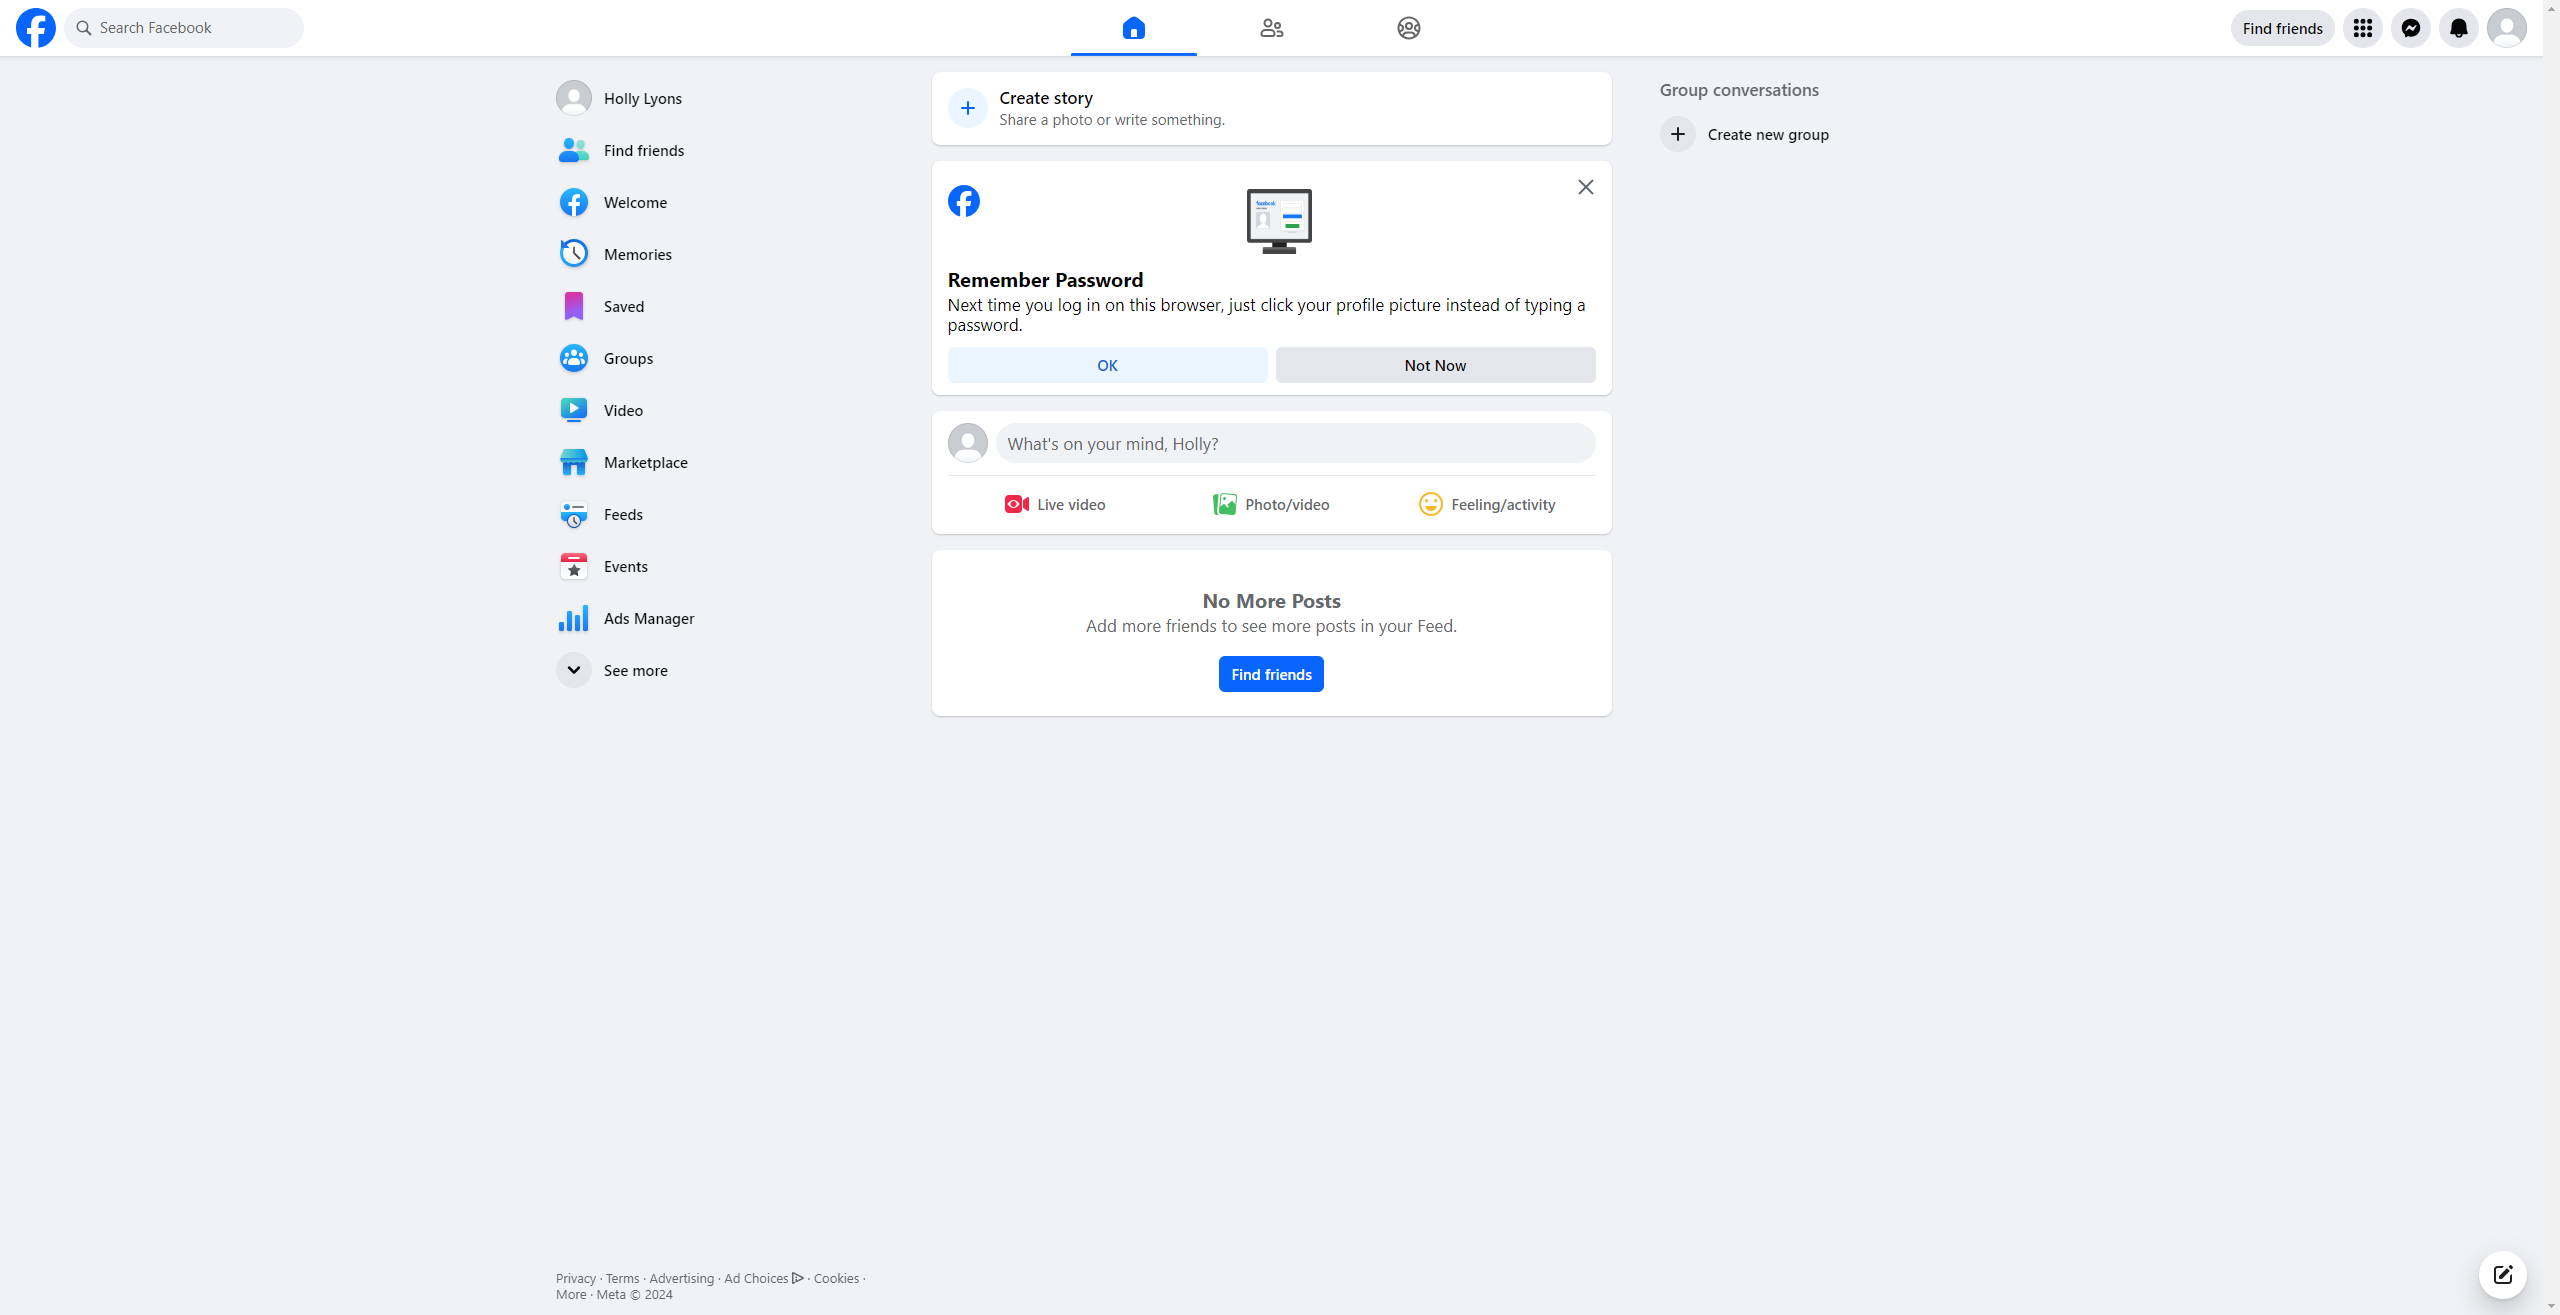 Search Facebook
Find friends
Holly Lyons
Find friends
Welcome
Memories
Saved
Groups
Video
Marketplace
Feeds
Events
Ads Manager
See more
Privacy · Terms · Advertising · Ad Choices · Cookies ·
More · Meta © 2024
Create story
Share a photo or write something.
facebook
Remember Password
Next time you log in on this browser, just click your profile picture instead of typing a
password.
OK
Not Now
What's on your mind, Holly?
Live video
Photo/video
Feeling/activity
No More Posts
Add more friends to see more posts in your Feed.
Find friends
Group conversations
Create new group